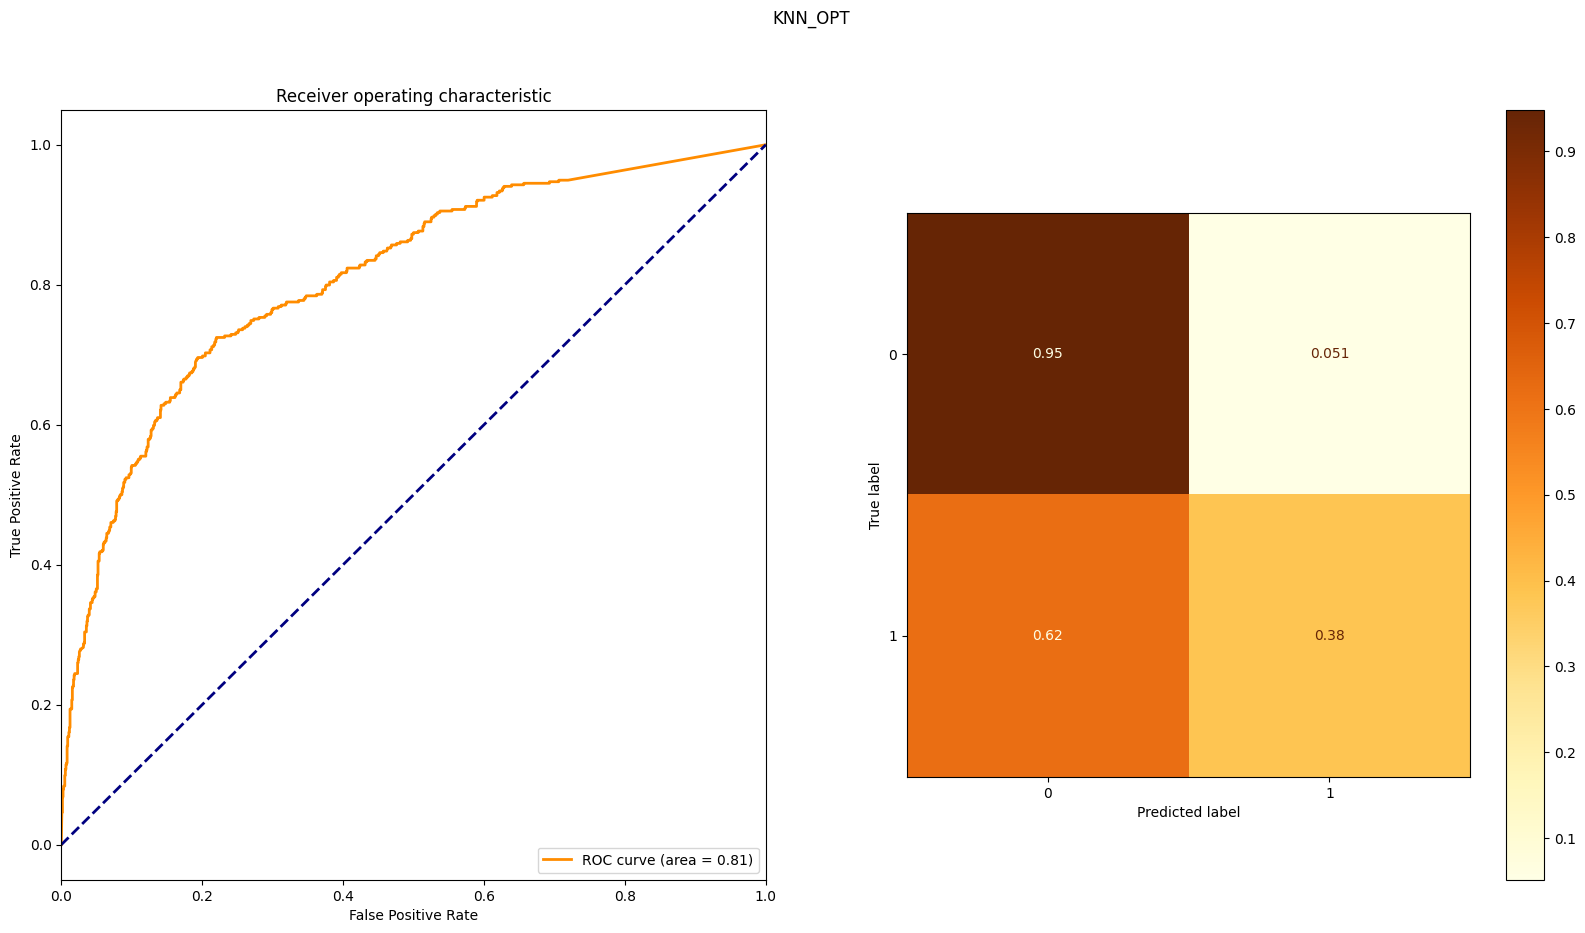 KNN_OPT
Receiver operating characteristic
True Positive Rate
1.0
0.8
0.6
0.4
0.2
0.0
0.0 0.2 0.4 0.6 0.8 1.0
False Positive Rate
ROC curve (area = 0.81)
True label
0
1
0.95 0.051
0.62 0.38
0 1
Predicted label
0.9
0.8
0.7
0.6
0.5
0.4
0.3
0.2
0.1